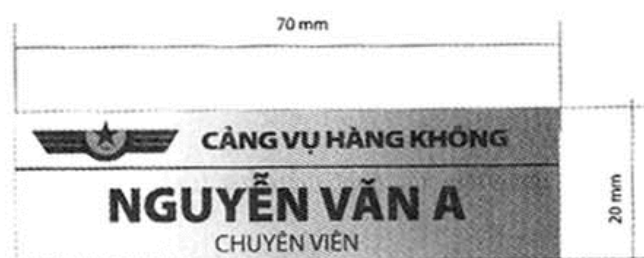 70 mm
CẢNG VỤ HÀNG KHÔNG
NGUYỄN VĂN A
CHUYÊN VIÊN
20 mm